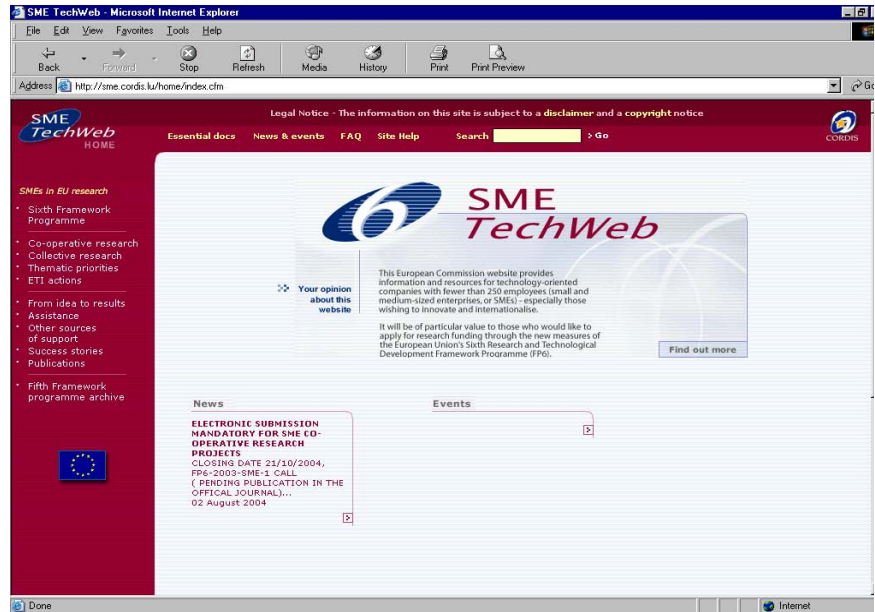 SME TechWeb - Microsoft Internet Explorer
File Edit View Favorites Tools Help
Back Forward Stop Refresh Media History Print Print Preview
Address http://sme.cordis.lu/home/index.cfm Go
Legal Notice - The information on this site is subject to a disclaimer and a copyright notice
SME
TechWeb
HOME
Essential docs News & events FAQ Site Help Search > Go
CORDIS
SMEs in EU research
Sixth Framework
Programme
Co-operative research
Collective research
Thematic priorities
ETI actions
From idea to results
Assistance
Other sources
of support
Success stories
Publications
Fifth Framework
programme archive
6
SME
TechWeb
Your opinion
about this
website
This European Commission website provides
information and resources for technology-oriented
companies with fewer than 250 employees (small and
medium-sized enterprises, or SMEs) - especially those
wishing to innovate and internationalise.
It will be of particular value to those who would like to
apply for research funding through the new measures of
the European Union's Sixth Research and Technological
Development Framework Programme (FP6).
Find out more
News
ELECTRONIC SUBMISSION
MANDATORY FOR SME CO-
OPERATIVE RESEARCH
PROJECTS
CLOSING DATE 21/10/2004,
FP6-2003-SME-1 CALL
( PENDING PUBLICATION IN THE
OFFICAL JOURNAL)...
02 August 2004
Events
Done
Internet